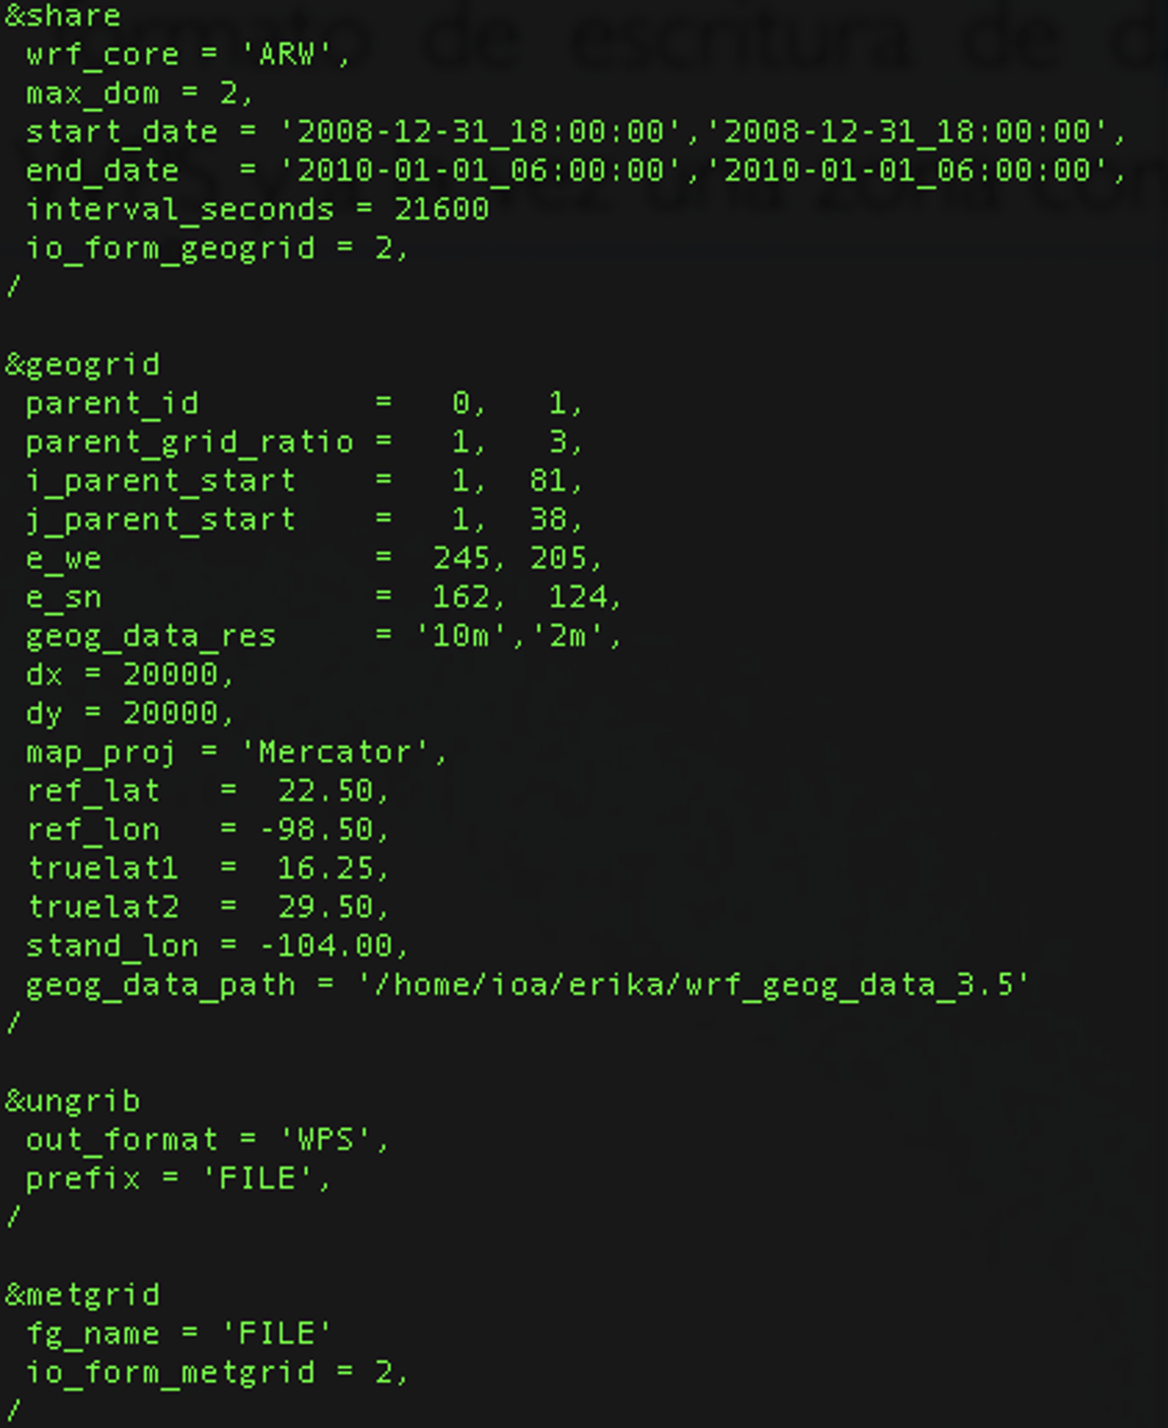 &share
 wrf_core = 'ARW',
 max_dom = 2,
 start_date = '2008-12-31_18:00:00','2008-12-31_18:00:00',
 end_date   = '2010-01-01_06:00:00','2010-01-01_06:00:00',
 interval_seconds = 21600
 io_form_geogrid = 2,
/
&geogrid
 parent_id         =   0,   1,
 parent_grid_ratio =   1,   3,
 i_parent_start    =   1,  81,
 j_parent_start    =   1,  38,
 e_we              =  245, 205,
 e_sn              =  162,  124,
 geog_data_res     = '10m','2m',
 dx = 20000,
 dy = 20000,
 map_proj = 'Mercator',
 ref_lat   =  22.50,
 ref_lon   = -98.50,
 truelat1  =  16.25,
 truelat2  =  29.50,
 stand_lon = -104.00,
 geog_data_path = '/home/ioa/erika/wrf_geog_data_3.5'
/
&ungrib
 out_format = 'WPS',
 prefix = 'FILE',
/
&metgrid
 fg_name = 'FILE'
 io_form_metgrid = 2,
/